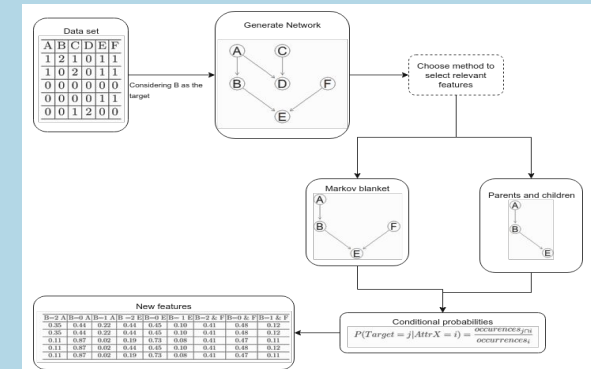 Data set
A B C D E F
1 2 1 0 1 1
1 0 2 0 1 1
0 0 0 0 0 0
0 0 0 0 1 1
0 0 1 2 0 0
Considering B as the
target
Generate Network
A C
B D F
E
Choose method to
select relevant
features
Markov blanket
A
B F
E
Parents and children
A
B
E
New features
B=2 A B=0 A B=1 A B=2 E B=0 E B= 1 E B=2 & F B=0 & F B=1 & F
0.35 0.44 0.22 0.44 0.45 0.10 0.41 0.48 0.12
0.35 0.44 0.22 0.44 0.45 0.10 0.41 0.48 0.12
0.11 0.87 0.02 0.19 0.73 0.08 0.41 0.47 0.11
0.11 0.87 0.02 0.44 0.45 0.10 0.41 0.48 0.12
0.11 0.87 0.02 0.19 0.73 0.08 0.41 0.47 0.11
Conditional probabilities
P(Target = j|AttrX = i) = occurences j∩i / occurrences i